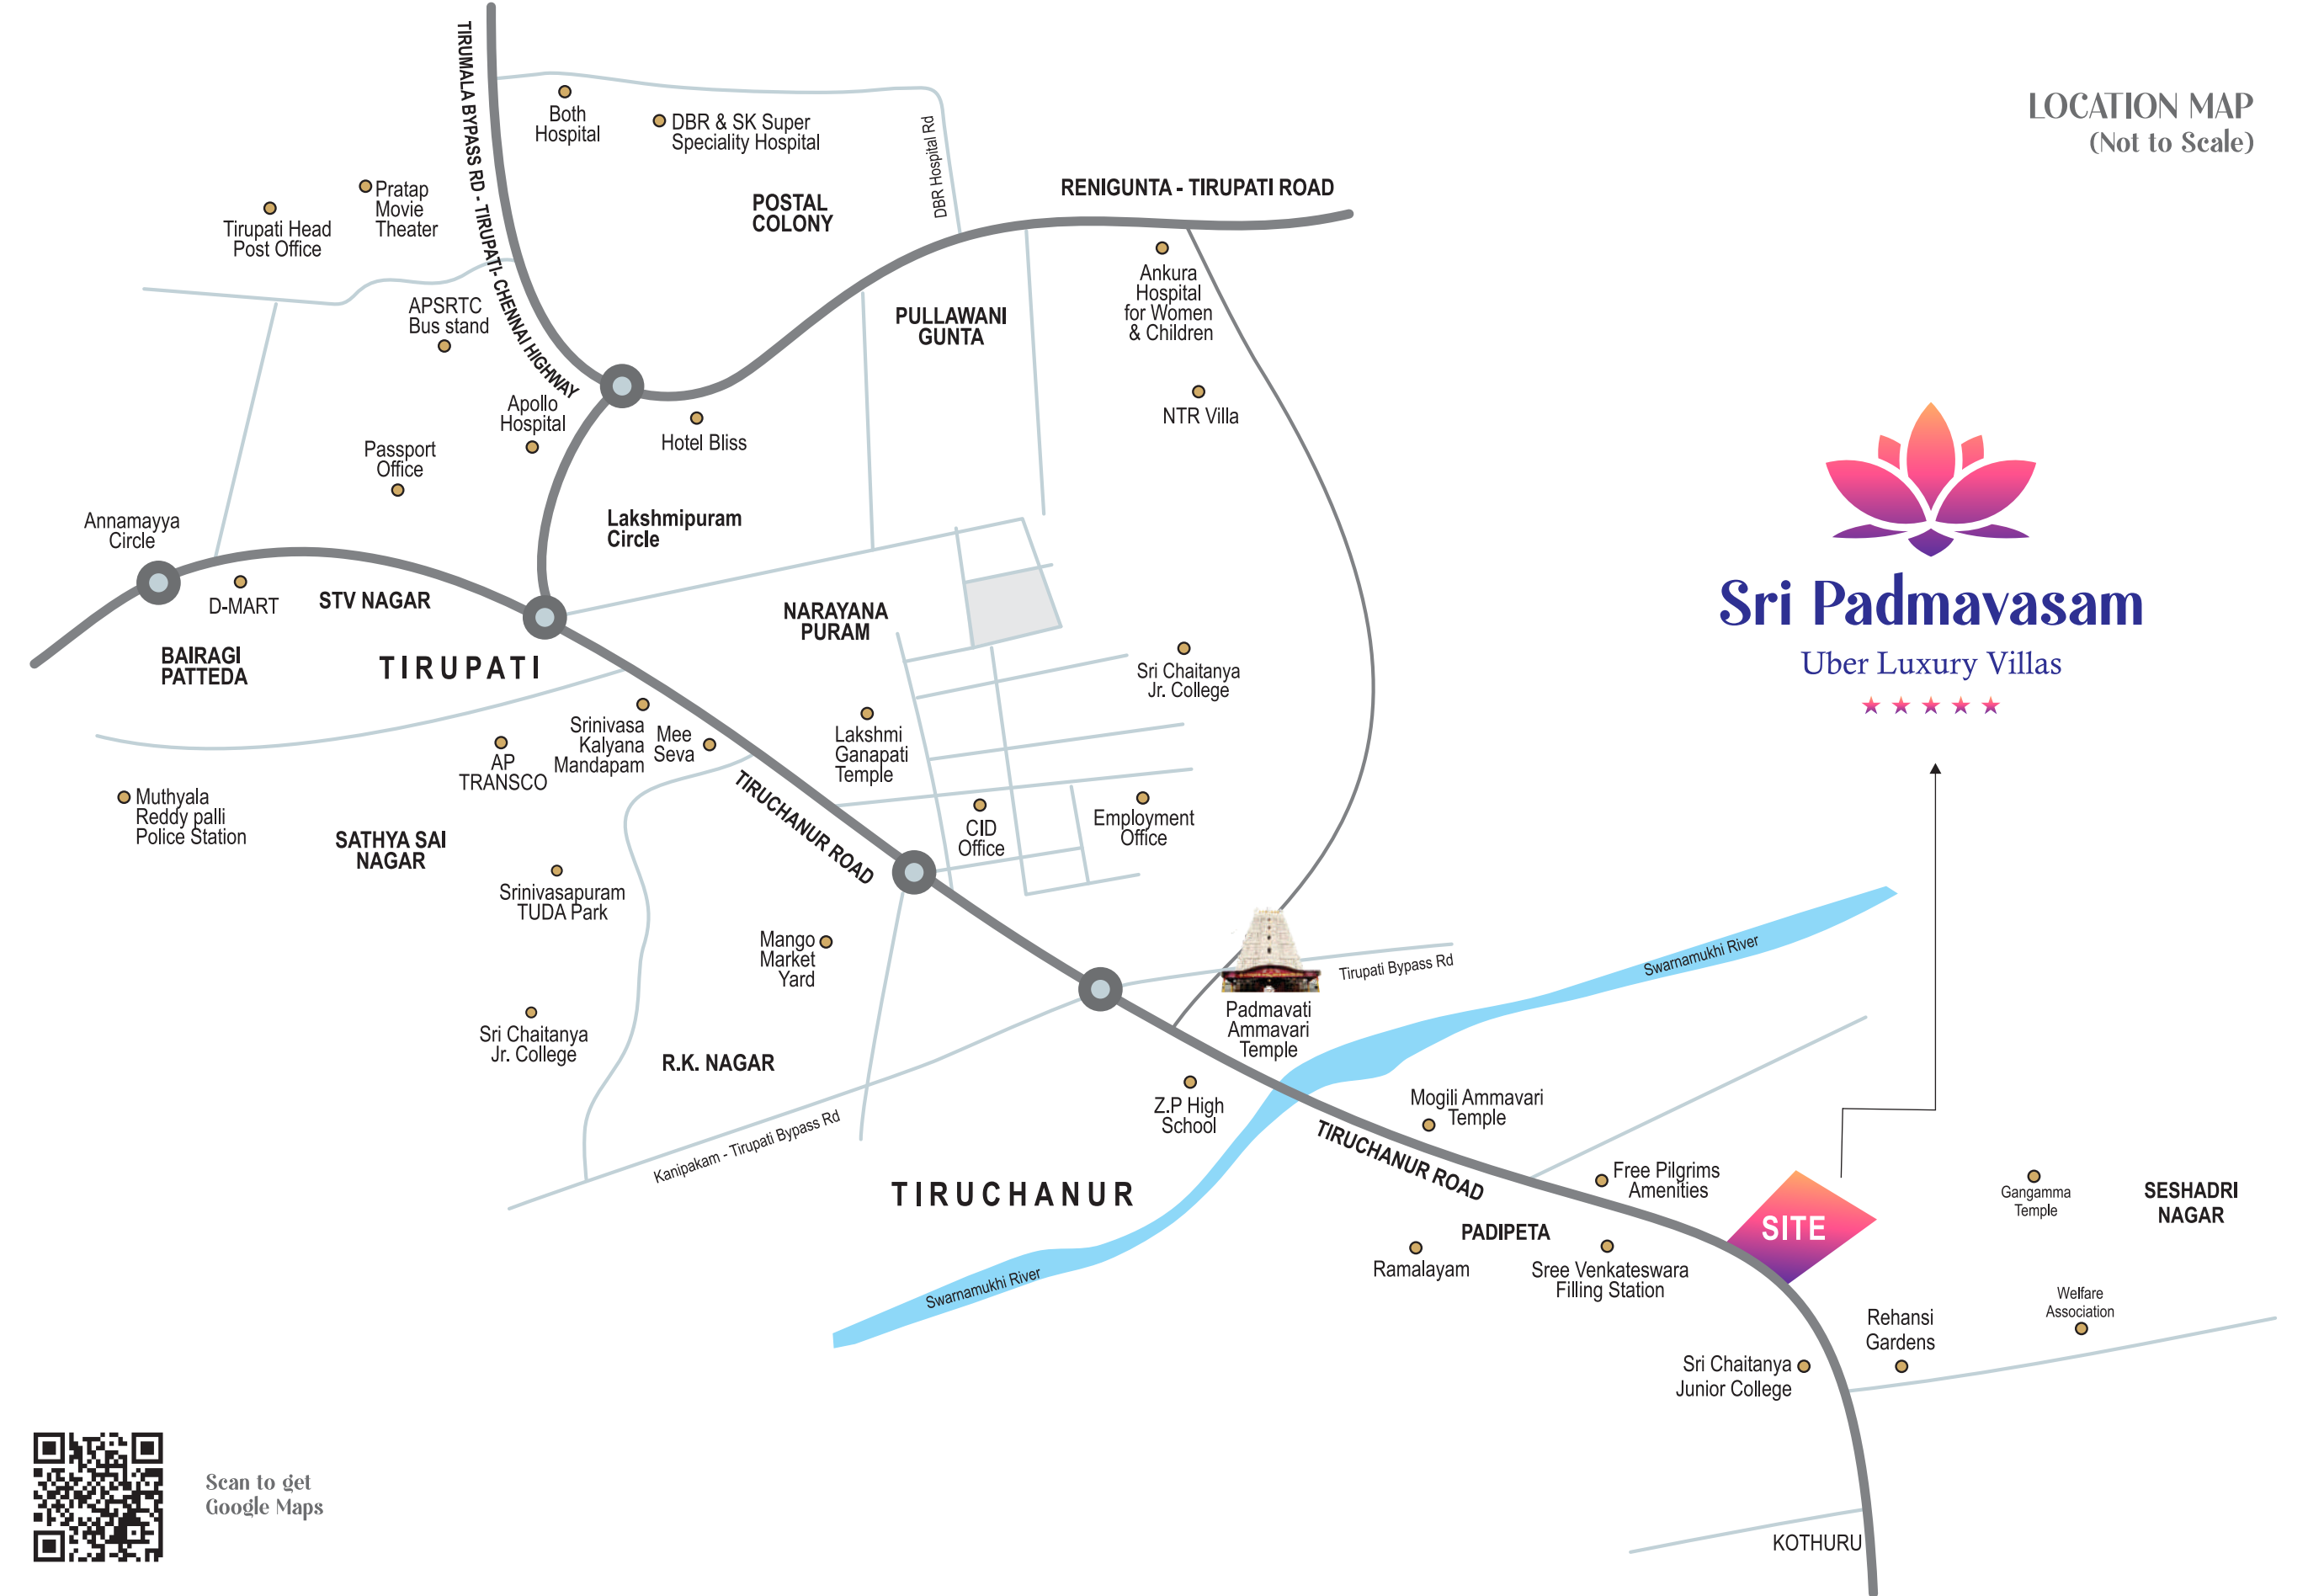 LOCATION MAP
(Not to Scale)
TIRUMALA BYPASS RD - TIRUPATI- CHENNAI HIGHWAY
Both
Hospital
DBR & SK Super
Speciality Hospital
DBR Hospital Rd
RENIGUNTA - TIRUPATI ROAD
POSTAL
COLONY
Pratap
Movie
Theater
Tirupati Head
Post Office
APSRTC
Bus stand
Ankura
Hospital
for Women
& Children
PULLAWANI
GUNTA
Apollo
Hospital
Hotel Bliss
NTR Villa
Passport
Office
Annamayya
Circle
Lakshmipuram
Circle
D-MART
STV NAGAR
NARAYANA
PURAM
BAIRAGI
PATTEDA
TIRUPATI
Sri Chaitanya
Jr. College
Sri Padmavasam
Uber Luxury Villas
Srinivasa
Kalyana
Mandapam
Mee
Seva
Lakshmi
Ganapati
Temple
AP
TRANSCO
TIRUCHANUR ROAD
Muthyala
Reddy palli
Police Station
SATHYA SAI
NAGAR
CID
Office
Employment
Office
Srinivasapuram
TUDA Park
Mango
Market
Yard
Tirupati Bypass Rd
Swarnamukhi River
Padmavati
Ammavari
Temple
Sri Chaitanya
Jr. College
R.K. NAGAR
Kanipakam - Tirupati Bypass Rd
Z.P High
School
Mogili Ammavari
Temple
TIRUCHANUR ROAD
TIRUCHANUR
Free Pilgrims
Amenities
SITE
Gangamma
Temple
SESHADRI
NAGAR
PADIPETA
Ramalayam
Sree Venkateswara
Filling Station
Swarnamukhi River
Welfare
Association
Rehansi
Gardens
Sri Chaitanya
Junior College
Scan to get
Google Maps
KOTHURU